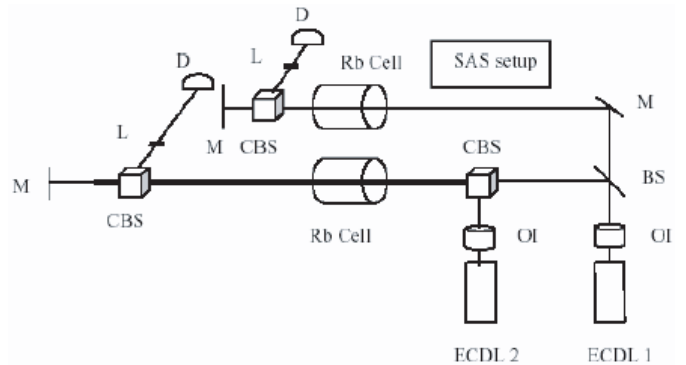 D
D
L
Rb Cell
SAS setup
M
L
M
CBS
CBS
M
BS
CBS
Rb Cell
OI
OI
ECDL 2
ECDL 1